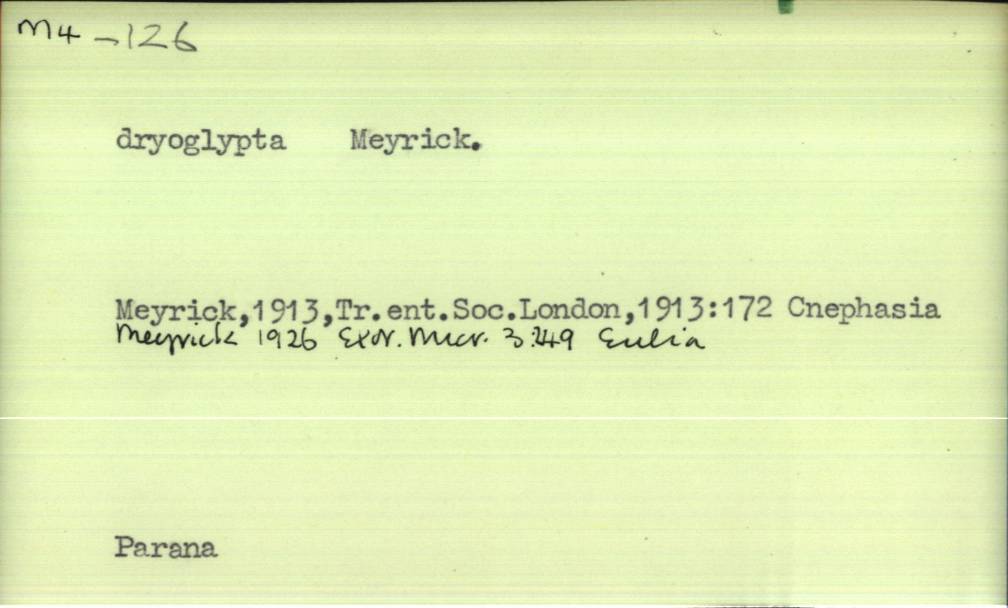 M4-126
dryoglypta Meyrick.
Meyrick,1913,Tr.ent.Soc.London,1913:172 Cnephasia
Meyrick 1926 Exot. Micr. 3:249 Eulia
Parana